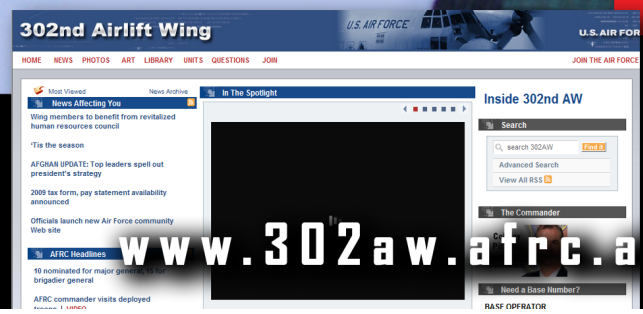 302nd Airlift Wing
U.S. AIR FORCE
U.S. AIR FOR
HOME NEWS PHOTOS ART LIBRARY UNITS QUESTIONS JOIN
JOIN THE AIR FORCE
Most Viewed News Archive
News Affecting You
Wing members to benefit from revitalized
human resources council
'Tis the season
AFGHAN UPDATE: Top leaders spell out
president's strategy
2009 tax form, pay statement availability
announced
Officials launch new Air Force community
Web site
AFRC Headlines
10 nominated for major general, 15 for
brigadier general
AFRC commander visits deployed
troops | VIDEO
In The Spotlight
Inside 302nd AW
Search
search 302AW Find it
Advanced Search
View All RSS
The Commander
www.302aw.afrc.a
Need a Base Number?
BASE OPERATOR